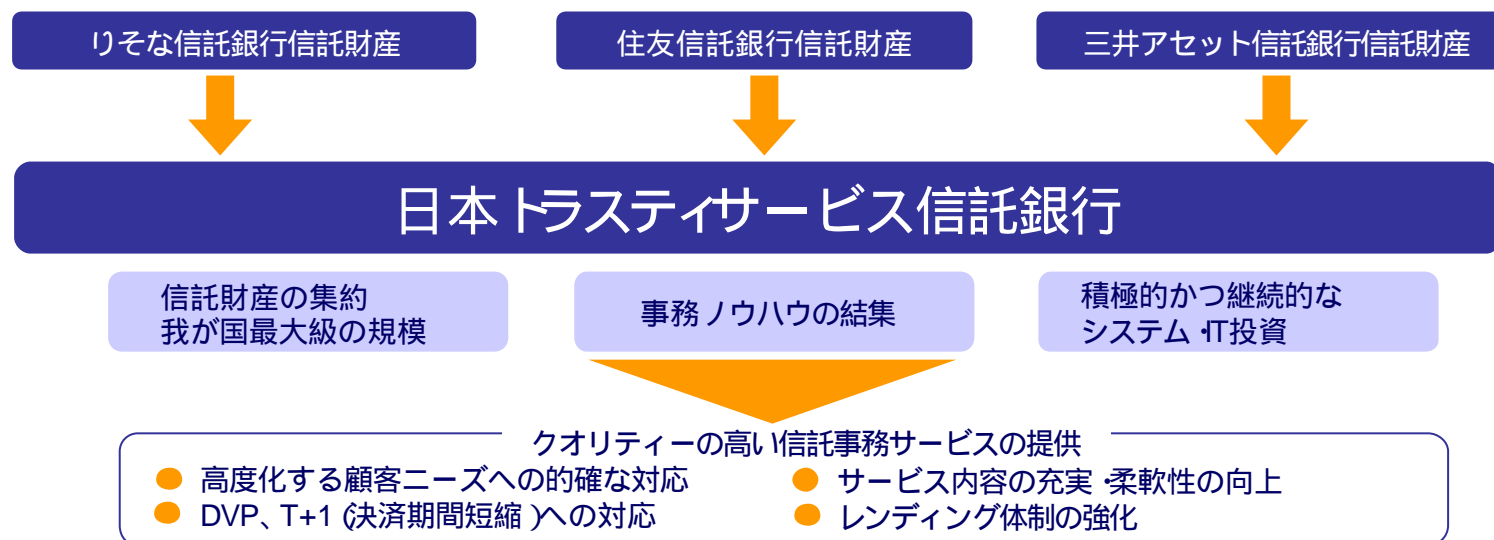 りそな信託銀行信託財産
住友信託銀行信託財産
三井アセット信託銀行信託財産
日本トラスティサービス信託銀行
信託財産の集約
我が国最大級の規模
事務ノウハウの結集
積極的かつ継続的な
システム・IT投資
クオリティーの高い信託事務サービスの提供
高度化する顧客ニーズへの的確な対応
DVP、T+1(決済期間短縮)への対応
サービス内容の充実・柔軟性の向上
レンディング体制の強化